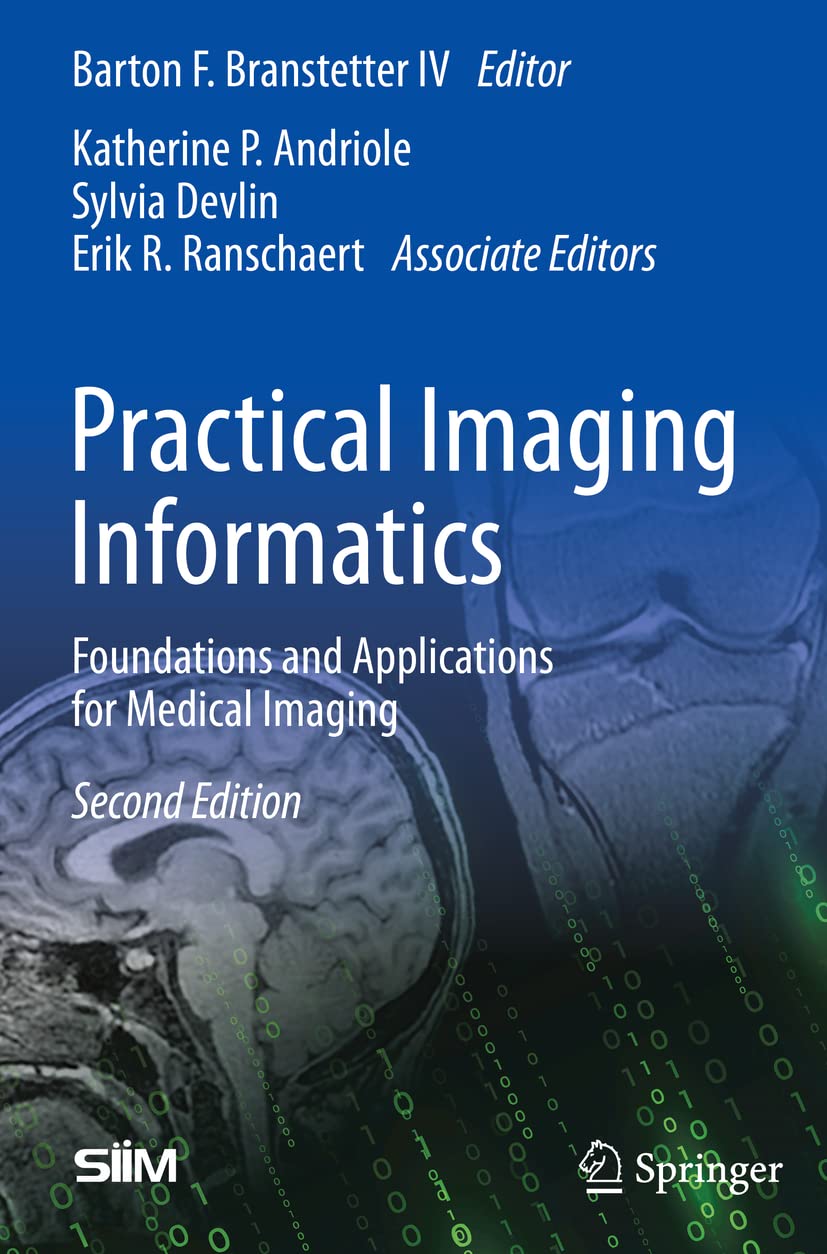 Barton F. Branstetter IV Editor
Katherine P. Andriole
Sylvia Devlin
Erik R. Ranschaert Associate Editors
Practical Imaging
Informatics
Foundations and Applications
for Medical Imaging
Second Edition
SIIM
Springer